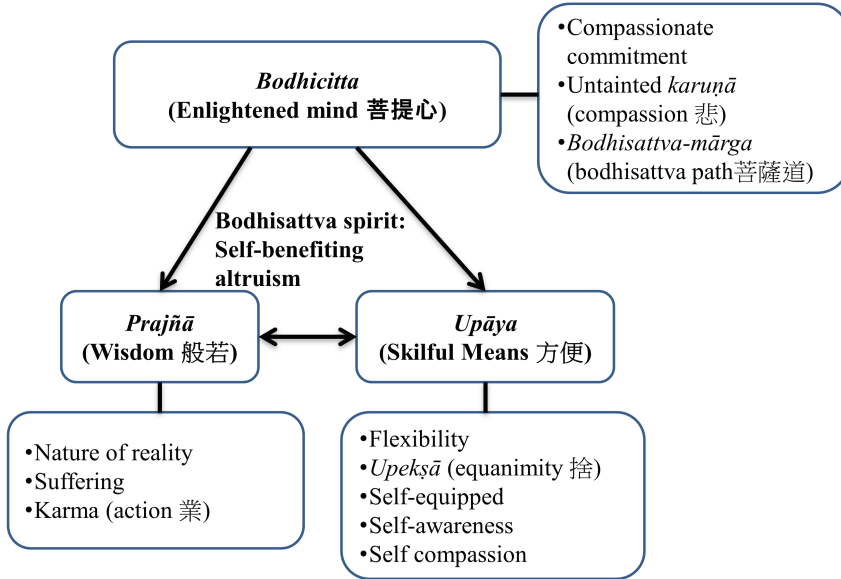 Bodhicitta
(Enlightened mind 菩提心)
•Compassionate
commitment
•Untainted karuṇā
(compassion 悲)
•Bodhisattva-mārga
(bodhisattva path菩薩道)
Bodhisattva spirit:
Self-benefiting
altruism
Prajñā
(Wisdom 般若)
Upāya
(Skilful Means 方便)
•Nature of reality
•Suffering
•Karma (action 業)
•Flexibility
•Upekṣā (equanimity 捨)
•Self-equipped
•Self-awareness
•Self compassion